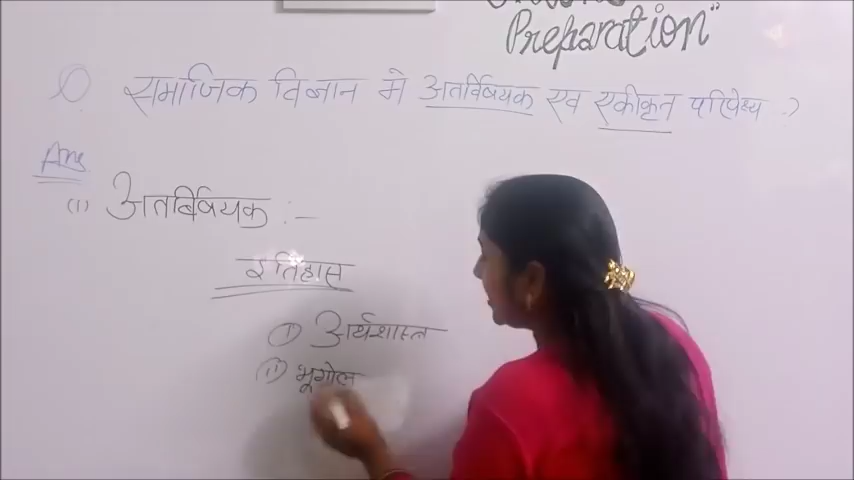 Preparation"
Q. समाजिक विज्ञान मे अतर्विषयक एव एकीकृत परिपेक्ष्य :- ?
Ans
(i) अतर्बिषयक :-
इतिहास
(i) अर्थशास्त्र
(ii) भूगोल